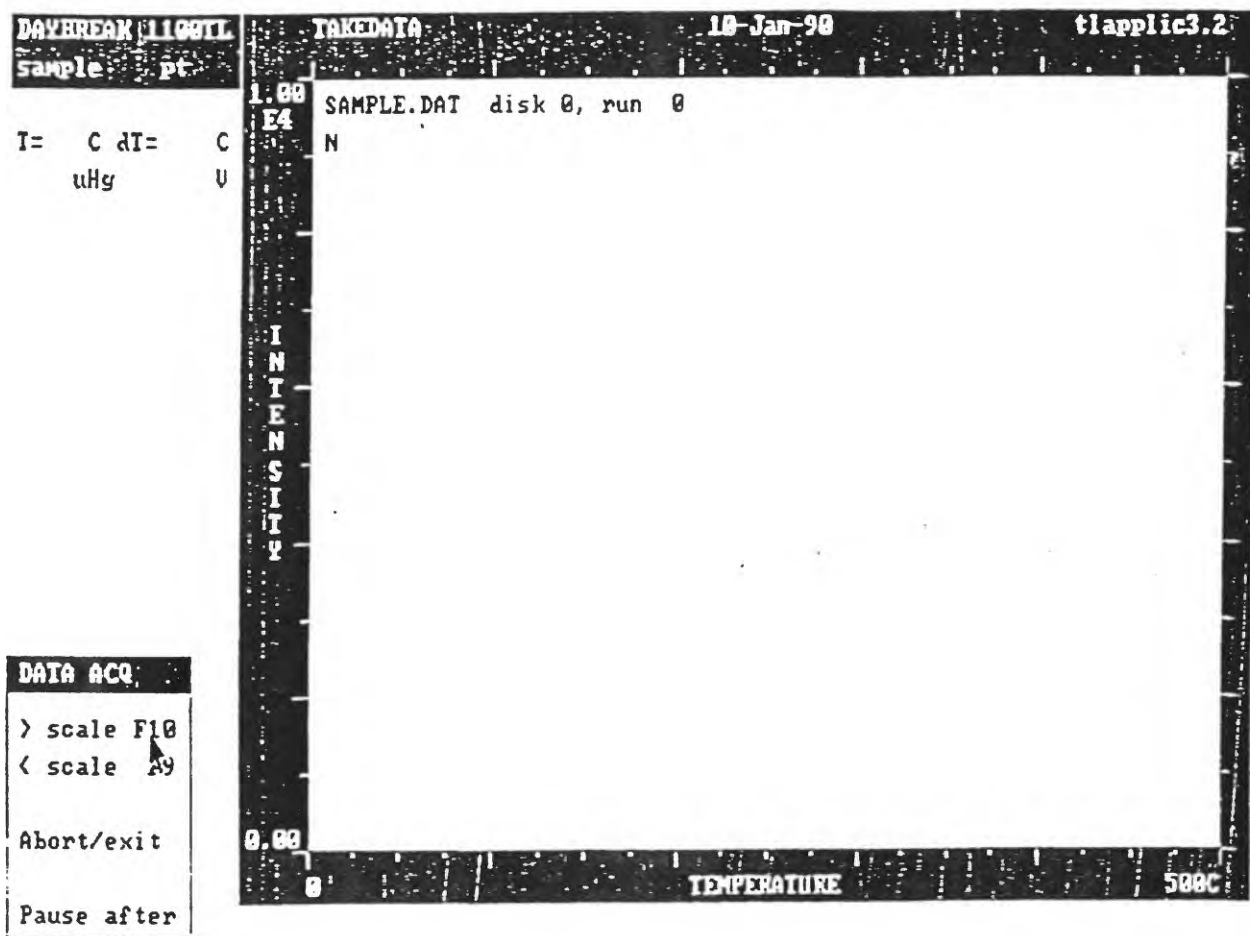 DAYBREAK 1100TL
sample pt
T= C dT= C
uHg V
TAKEDATA 10-Jan-90 tlapplic3.2
1.00
E4
SAMPLE.DAT disk 0, run 0
N
INTENSITY
0.00
0 TEMPERATURE 500C
DATA ACQ
> scale F10
< scale A9
Abort/exit
Pause after